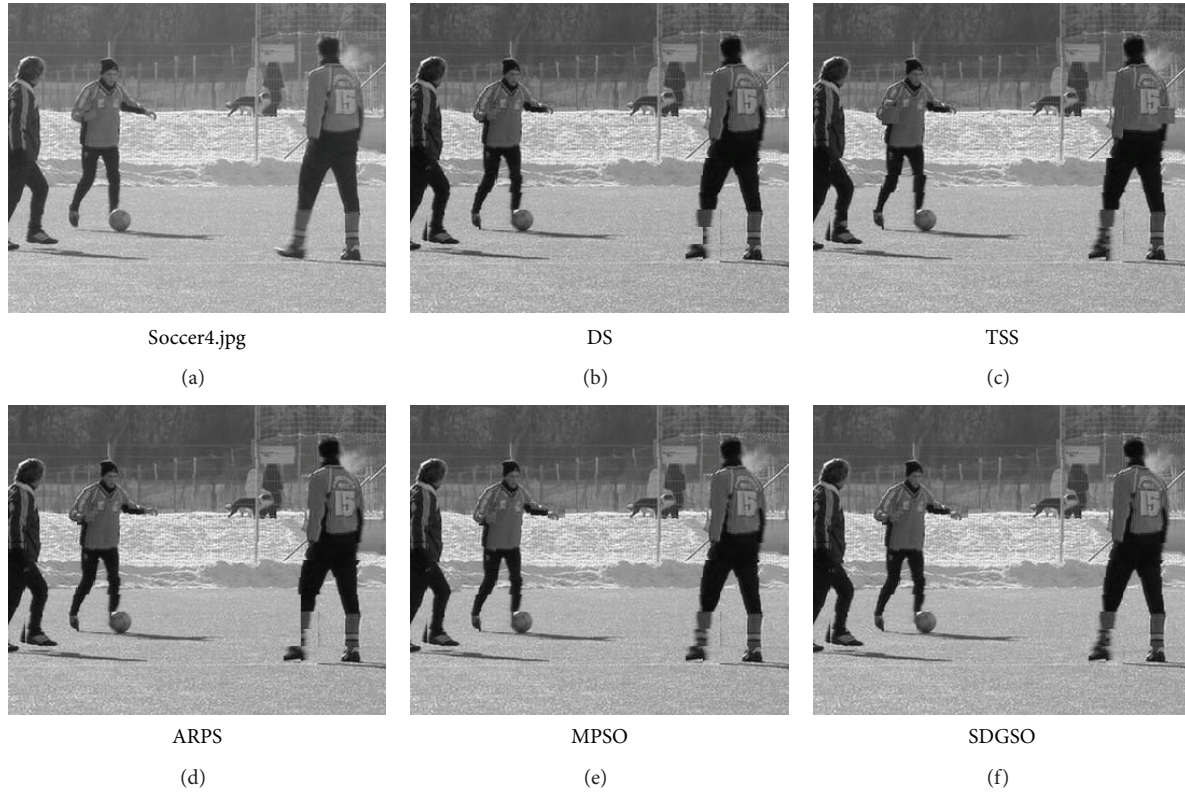 15
Soccer4.jpg
(a)
15
DS
(b)
15
TSS
(c)
15
ARPS
(d)
15
MPSO
(e)
15
SDGSO
(f)